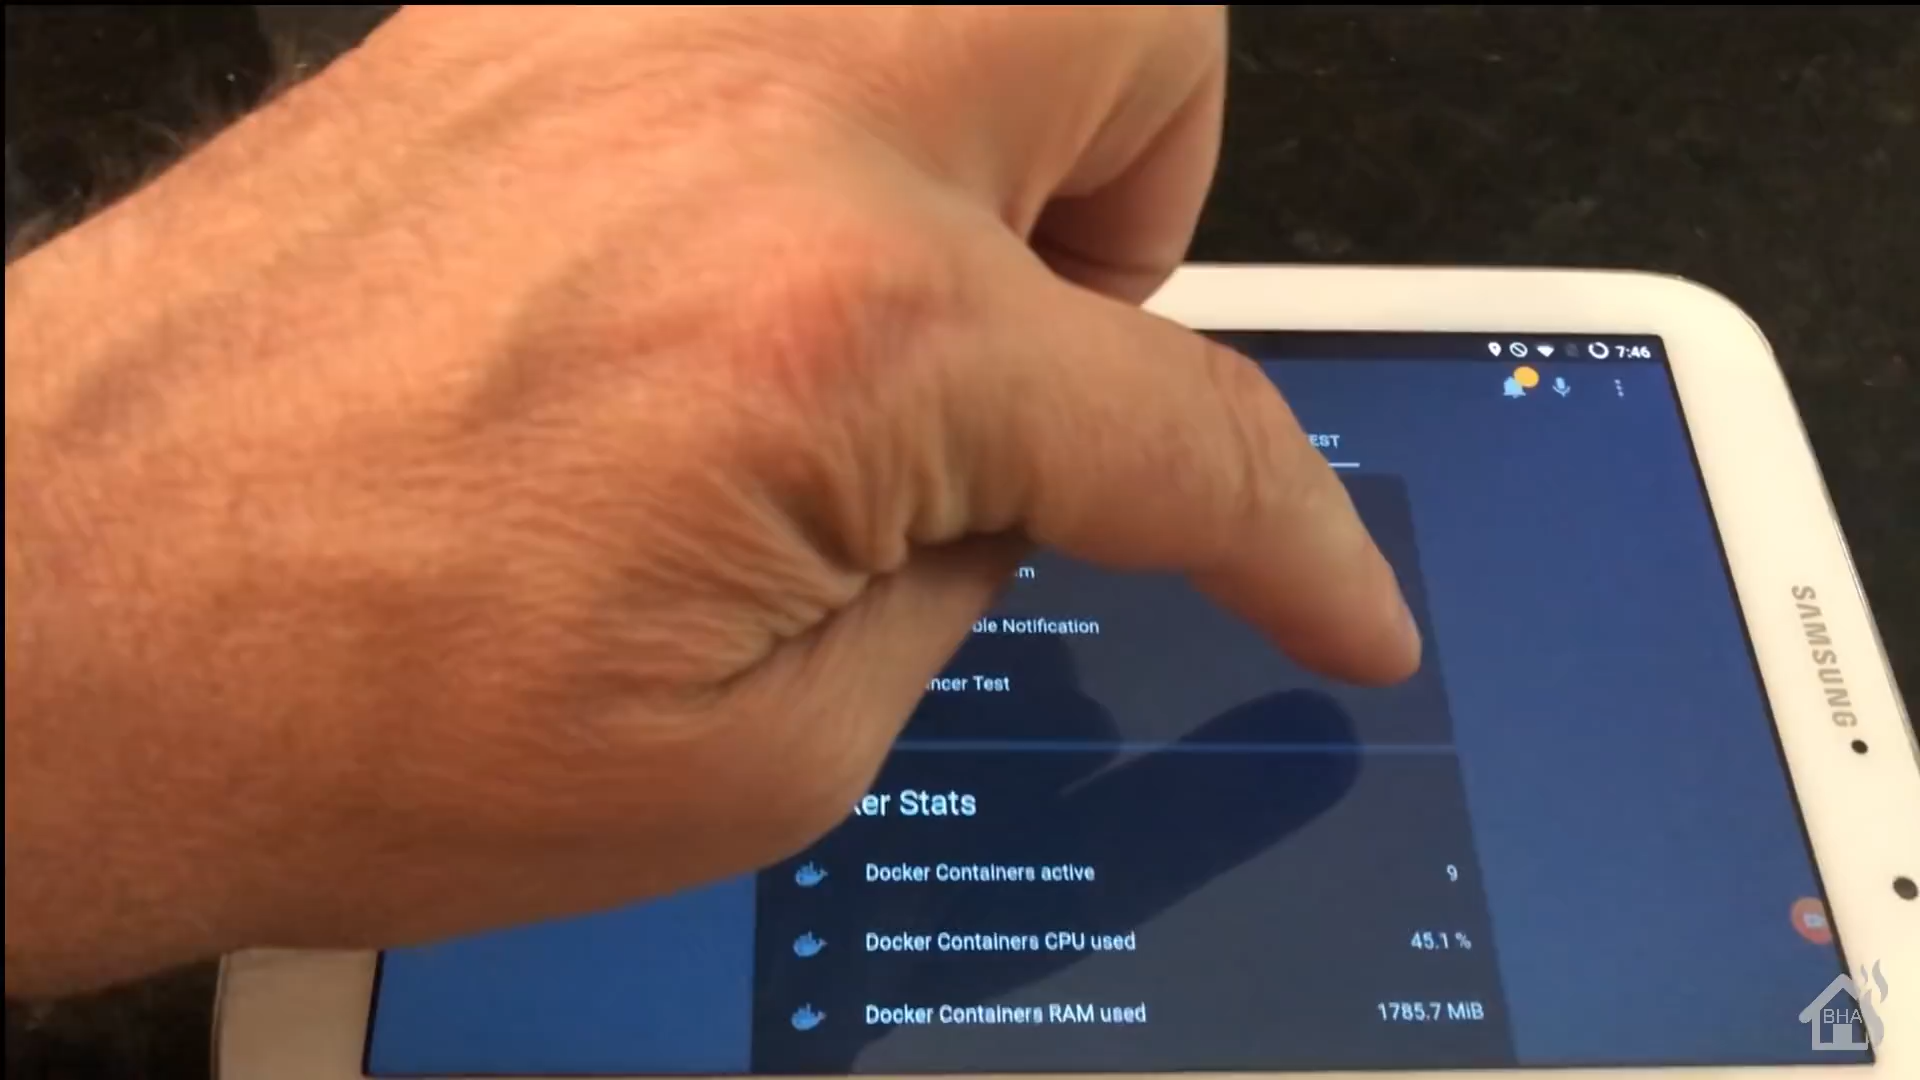 7:46
EST
m
ble Notification
ncer Test
SAMSUNG
ker Stats
Docker Containers active 9
Docker Containers CPU used 45.1 %
Docker Containers RAM used 1785.7 MiB
BHA